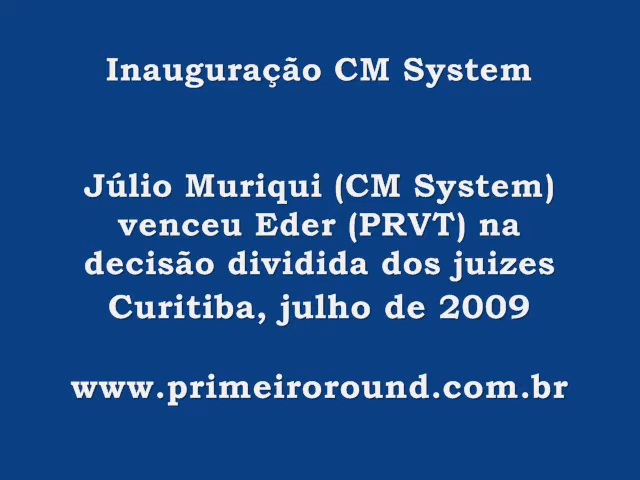 Inauguração CM System
Júlio Muriqui (CM System)
venceu Eder (PRVT) na
decisão dividida dos juizes
Curitiba, julho de 2009
www.primeiroround.com.br